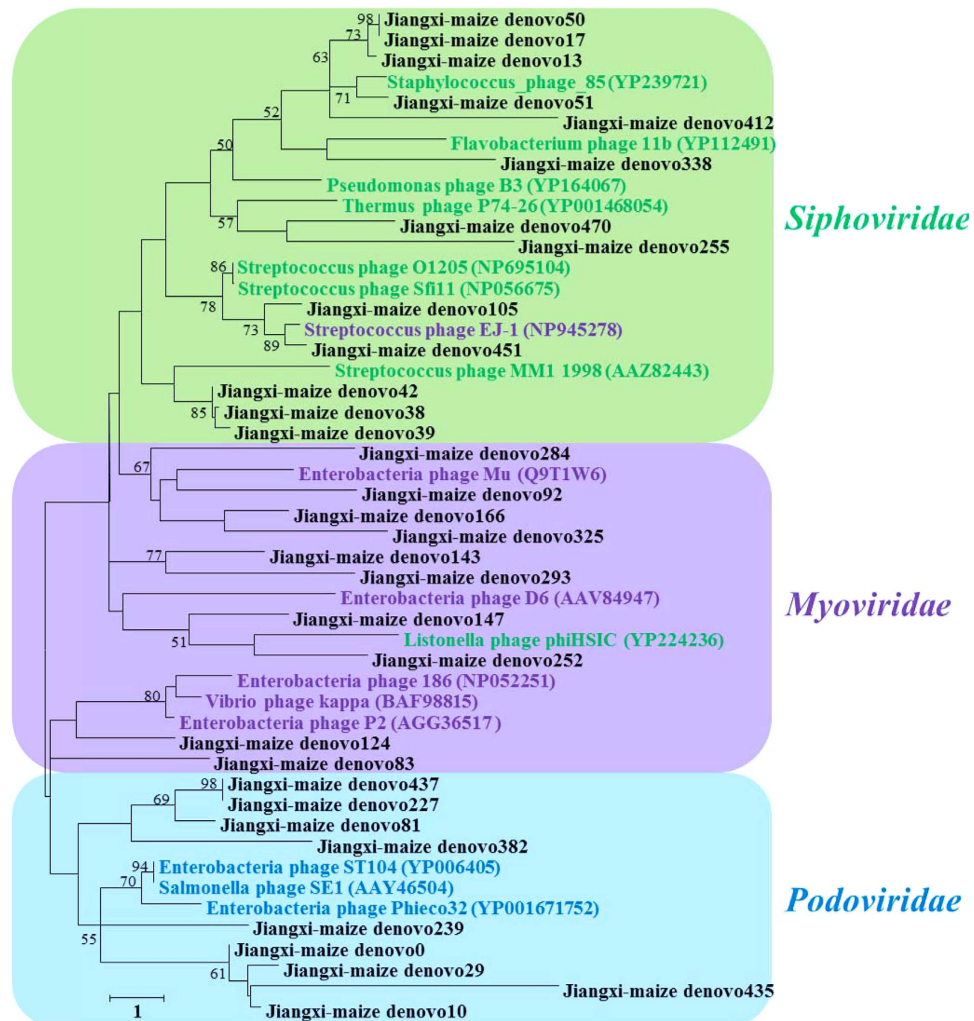 98
Jiangxi-maize denovo50
73
Jiangxi-maize denovo17
63
Jiangxi-maize denovo13
Staphylococcus_phage_85 (YP239721)
71
Jiangxi-maize denovo51
52
Jiangxi-maize denovo412
50
Flavobacterium phage 11b (YP112491)
Jiangxi-maize denovo338
Pseudomonas phage B3 (YP164067)
Thermus phage P74-26 (YP001468054)
57
Jiangxi-maize denovo470
Siphoviridae
Jiangxi-maize denovo255
86
Streptococcus phage O1205 (NP695104)
Streptococcus phage Sfi11 (NP056675)
78
Jiangxi-maize denovo105
73
Streptococcus phage EJ-1 (NP945278)
89
Jiangxi-maize denovo451
Streptococcus phage MM1 1998 (AAZ82443)
Jiangxi-maize denovo42
85
Jiangxi-maize denovo38
Jiangxi-maize denovo39
Jiangxi-maize denovo284
67
Enterobacteria phage Mu (Q9T1W6)
Jiangxi-maize denovo92
Jiangxi-maize denovo166
Jiangxi-maize denovo325
77
Jiangxi-maize denovo143
Jiangxi-maize denovo293
Enterobacteria phage D6 (AAV84947)
Myoviridae
Jiangxi-maize denovo147
51
Listonella phage phiHSIC (YP224236)
Jiangxi-maize denovo252
Enterobacteria phage 186 (NP052251)
80
Vibrio phage kappa (BAF98815)
Enterobacteria phage P2 (AGG36517)
Jiangxi-maize denovo124
Jiangxi-maize denovo83
98
Jiangxi-maize denovo437
69
Jiangxi-maize denovo227
Jiangxi-maize denovo81
Jiangxi-maize denovo382
94
Enterobacteria phage ST104 (YP006405)
70
Salmonella phage SE1 (AAY46504)
Enterobacteria phage Phieco32 (YP001671752)
Podoviridae
Jiangxi-maize denovo239
55
Jiangxi-maize denovo0
61
Jiangxi-maize denovo29
Jiangxi-maize denovo435
Jiangxi-maize denovo10
1